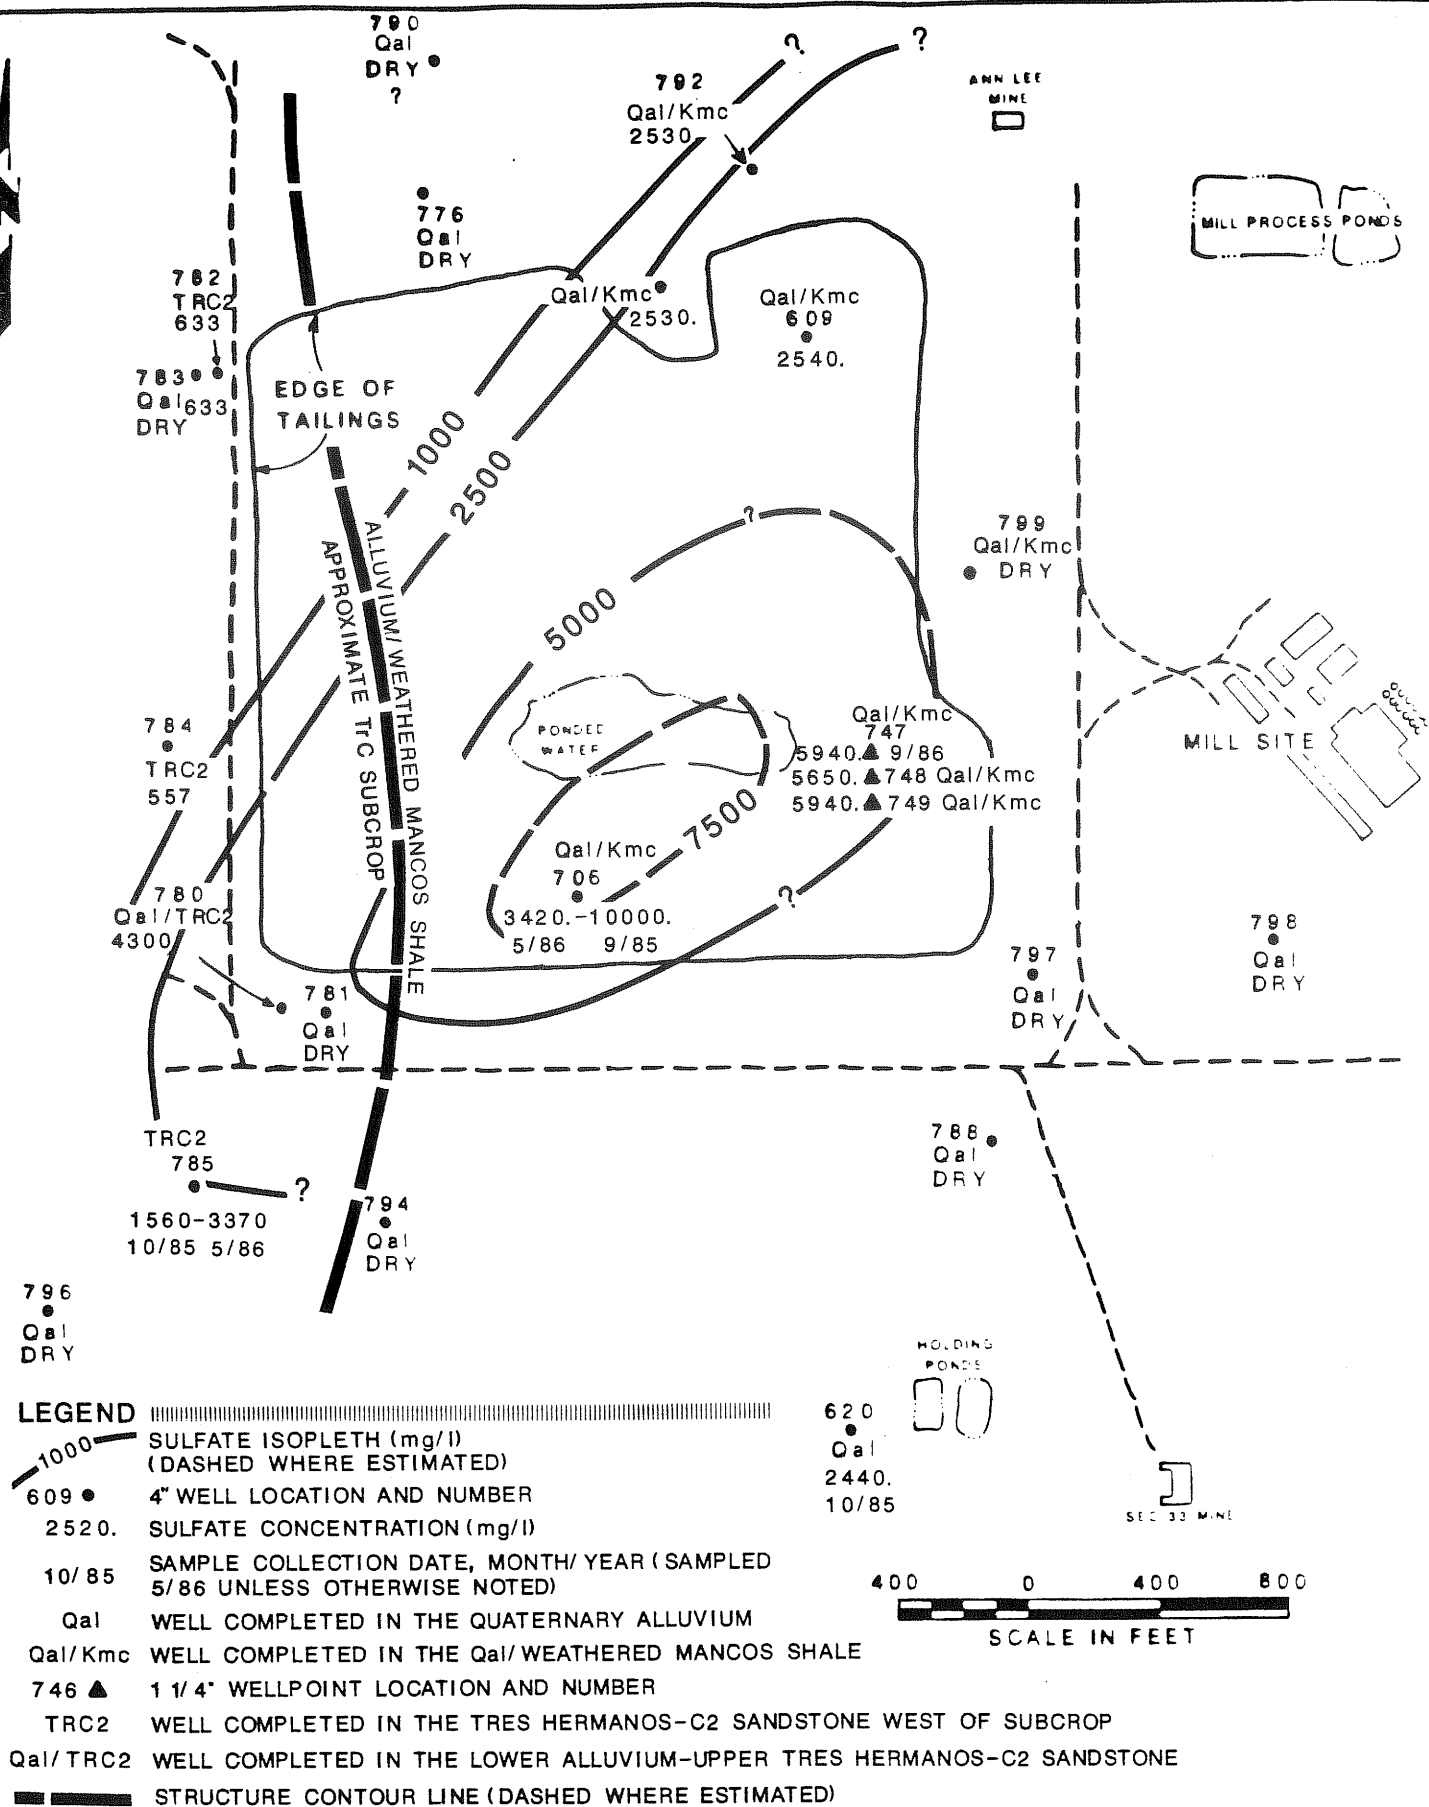 790
Qal
DRY
?
?
?
792
Qal/Kmc
2530.
ANN LEE
MINE
MILL PROCESS PONDS
776
Qal
DRY
782
TRC2
633
783
Qal 633
DRY
Qal/Kmc
2530.
Qal/Kmc
609
2540.
EDGE OF
TAILINGS
1000
2500
?
799
Qal/Kmc
DRY
5000
ALLUVIUM/WEATHERED MANCOS SHALE
APPROXIMATE TrC SUBCROP
784
TRC2
557
PONDED
WATER
Qal/Kmc
747
5940. 9/86
5650. 748 Qal/Kmc
5940. 749 Qal/Kmc
MILL SITE
7500
Qal/Kmc
706
3420.-10000.
5/86 9/85
?
780
Qal/TRC2
4300
781
Qal
DRY
797
Qal
DRY
798
Qal
DRY
TRC2
785
?
1560-3370
10/85 5/86
794
Qal
DRY
788
Qal
DRY
796
Qal
DRY
HOLDING
PONDS
620
Qal
2440.
10/85
SEC 33 MINE
LEGEND
1000 SULFATE ISOPLETH (mg/l)
(DASHED WHERE ESTIMATED)
609 4" WELL LOCATION AND NUMBER
2520. SULFATE CONCENTRATION (mg/l)
10/85 SAMPLE COLLECTION DATE, MONTH/YEAR (SAMPLED
5/86 UNLESS OTHERWISE NOTED)
Qal WELL COMPLETED IN THE QUATERNARY ALLUVIUM
Qal/Kmc WELL COMPLETED IN THE Qal/WEATHERED MANCOS SHALE
746 1 1/4" WELLPOINT LOCATION AND NUMBER
TRC2 WELL COMPLETED IN THE TRES HERMANOS-C2 SANDSTONE WEST OF SUBCROP
Qal/TRC2 WELL COMPLETED IN THE LOWER ALLUVIUM-UPPER TRES HERMANOS-C2 SANDSTONE
STRUCTURE CONTOUR LINE (DASHED WHERE ESTIMATED)
400 0 400 800
SCALE IN FEET